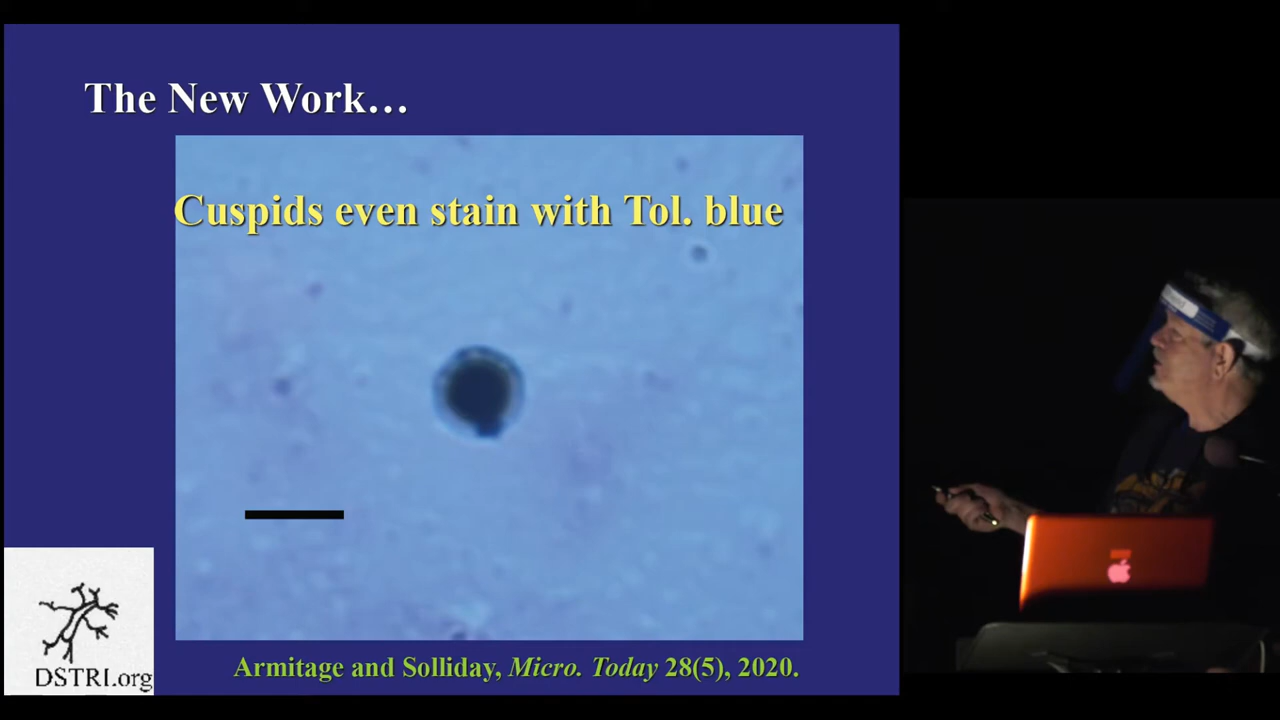 The New Work…
Cuspids even stain with Tol. blue
DSTRI.org
Armitage and Solliday, Micro. Today 28(5), 2020.